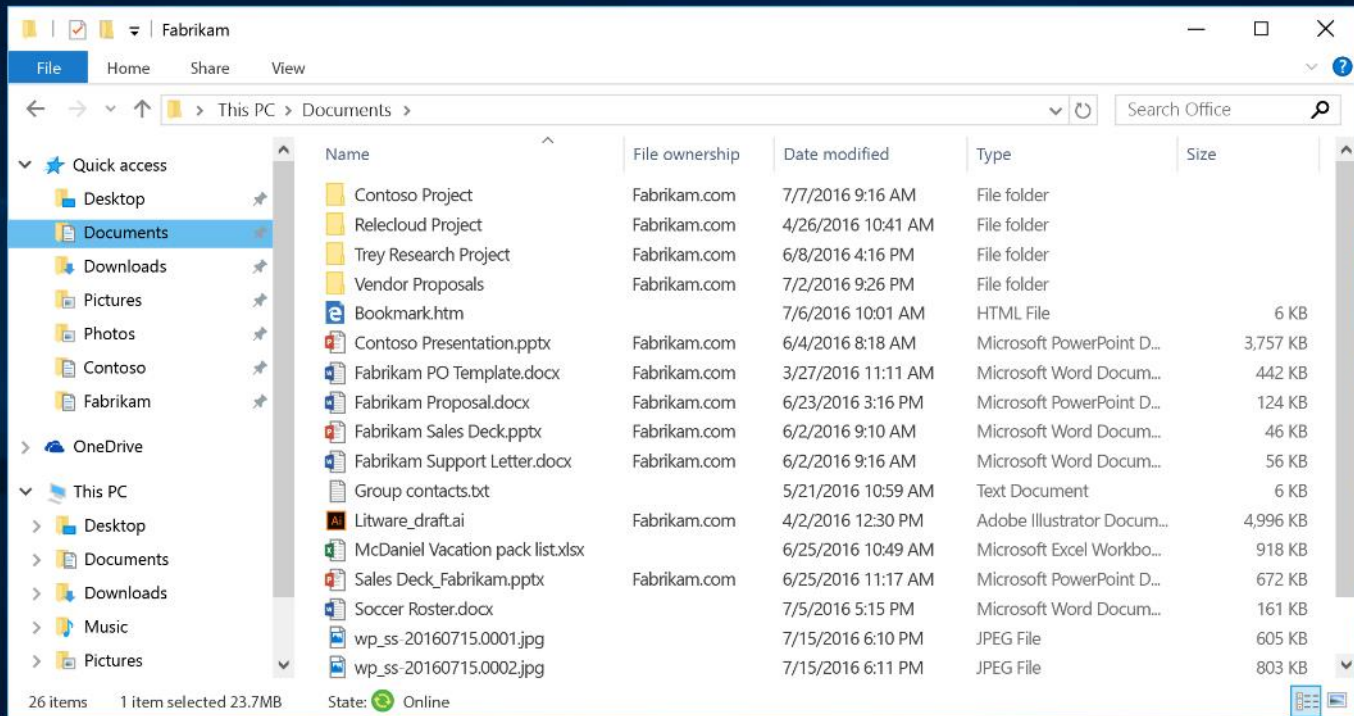 Fabrikam
File Home Share View
This PC > Documents > Search Office
Name File ownership Date modified Type Size
Quick access
Desktop
Documents
Downloads
Pictures
Photos
Contoso
Fabrikam
OneDrive
This PC
Desktop
Documents
Downloads
Music
Pictures
Contoso Project Fabrikam.com 7/7/2016 9:16 AM File folder
Relecloud Project Fabrikam.com 4/26/2016 10:41 AM File folder
Trey Research Project Fabrikam.com 6/8/2016 4:16 PM File folder
Vendor Proposals Fabrikam.com 7/2/2016 9:26 PM File folder
Bookmark.htm 7/6/2016 10:01 AM HTML File 6 KB
Contoso Presentation.pptx Fabrikam.com 6/4/2016 8:18 AM Microsoft PowerPoint D... 3,757 KB
Fabrikam PO Template.docx Fabrikam.com 3/27/2016 11:11 AM Microsoft Word Docum... 442 KB
Fabrikam Proposal.docx Fabrikam.com 6/23/2016 3:16 PM Microsoft PowerPoint D... 124 KB
Fabrikam Sales Deck.pptx Fabrikam.com 6/2/2016 9:10 AM Microsoft Word Docum... 46 KB
Fabrikam Support Letter.docx Fabrikam.com 6/2/2016 9:16 AM Microsoft Word Docum... 56 KB
Group contacts.txt 5/21/2016 10:59 AM Text Document 6 KB
Litware_draft.ai Fabrikam.com 4/2/2016 12:30 PM Adobe Illustrator Docum... 4,996 KB
McDaniel Vacation pack list.xlsx 6/25/2016 10:49 AM Microsoft Excel Workbo... 918 KB
Sales Deck_Fabrikam.pptx Fabrikam.com 6/25/2016 11:17 AM Microsoft PowerPoint D... 672 KB
Soccer Roster.docx 7/5/2016 5:15 PM Microsoft Word Docum... 161 KB
wp_ss-20160715.0001.jpg 7/15/2016 6:10 PM JPEG File 605 KB
wp_ss-20160715.0002.jpg 7/15/2016 6:11 PM JPEG File 803 KB
26 items 1 item selected 23.7MB State: Online